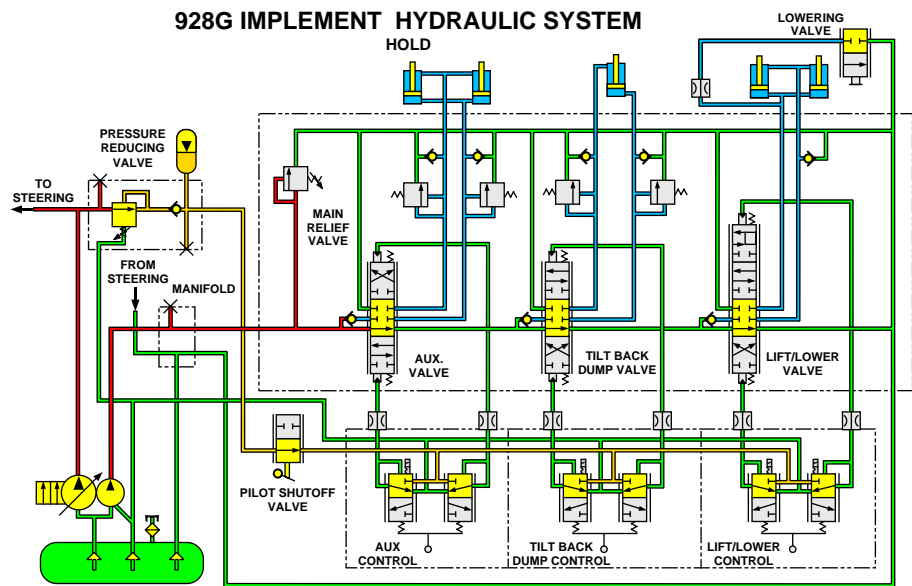 928G IMPLEMENT HYDRAULIC SYSTEM
HOLD
LOWERING
VALVE
PRESSURE
REDUCING
VALVE
TO
STEERING
MAIN
RELIEF
VALVE
FROM
STEERING
MANIFOLD
AUX.
VALVE
TILT BACK
DUMP VALVE
LIFT/LOWER
VALVE
PILOT SHUTOFF
VALVE
AUX
CONTROL
TILT BACK
DUMP CONTROL
LIFT/LOWER
CONTROL